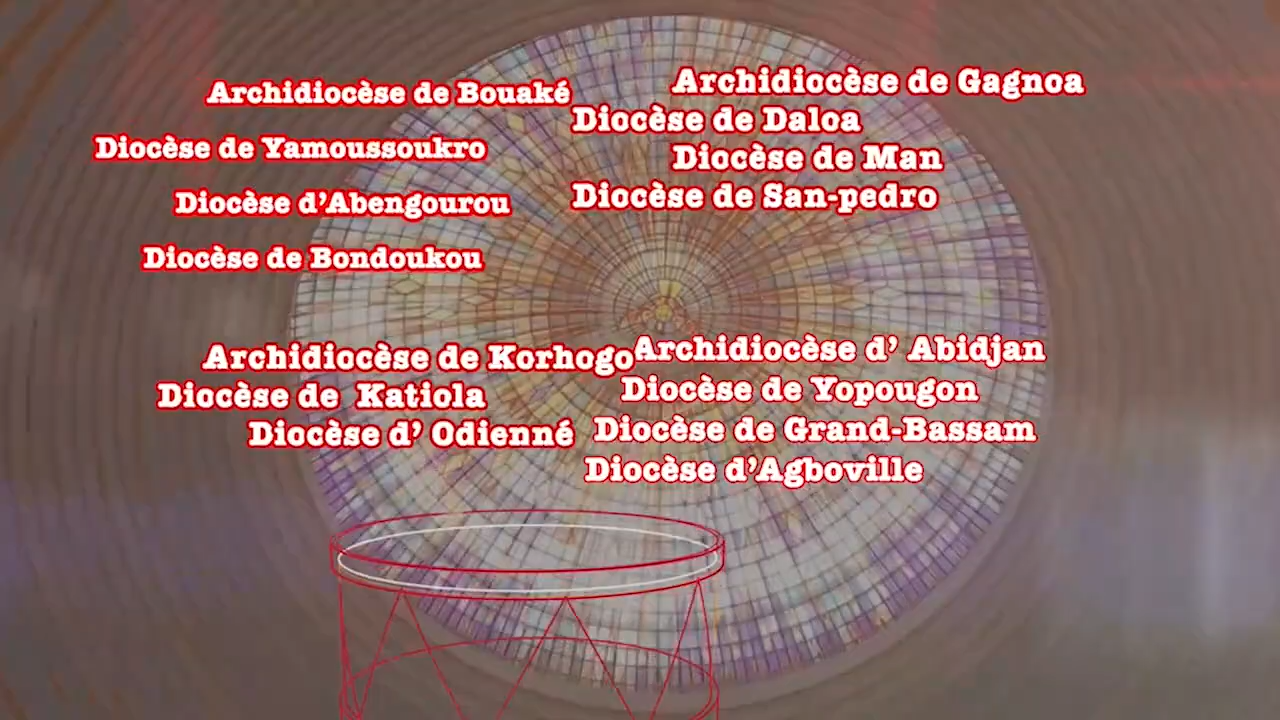 Archidiocèse de Bouaké
Diocèse de Yamoussoukro
Diocèse d’Abengourou
Diocèse de Bondoukou
Archidiocèse de Gagnoa
Diocèse de Daloa
Diocèse de Man
Diocèse de San-pedro
Archidiocèse de Korhogo
Diocèse de Katiola
Diocèse d’ Odienné
Archidiocèse d’ Abidjan
Diocèse de Yopougon
Diocèse de Grand-Bassam
Diocèse d’Agboville